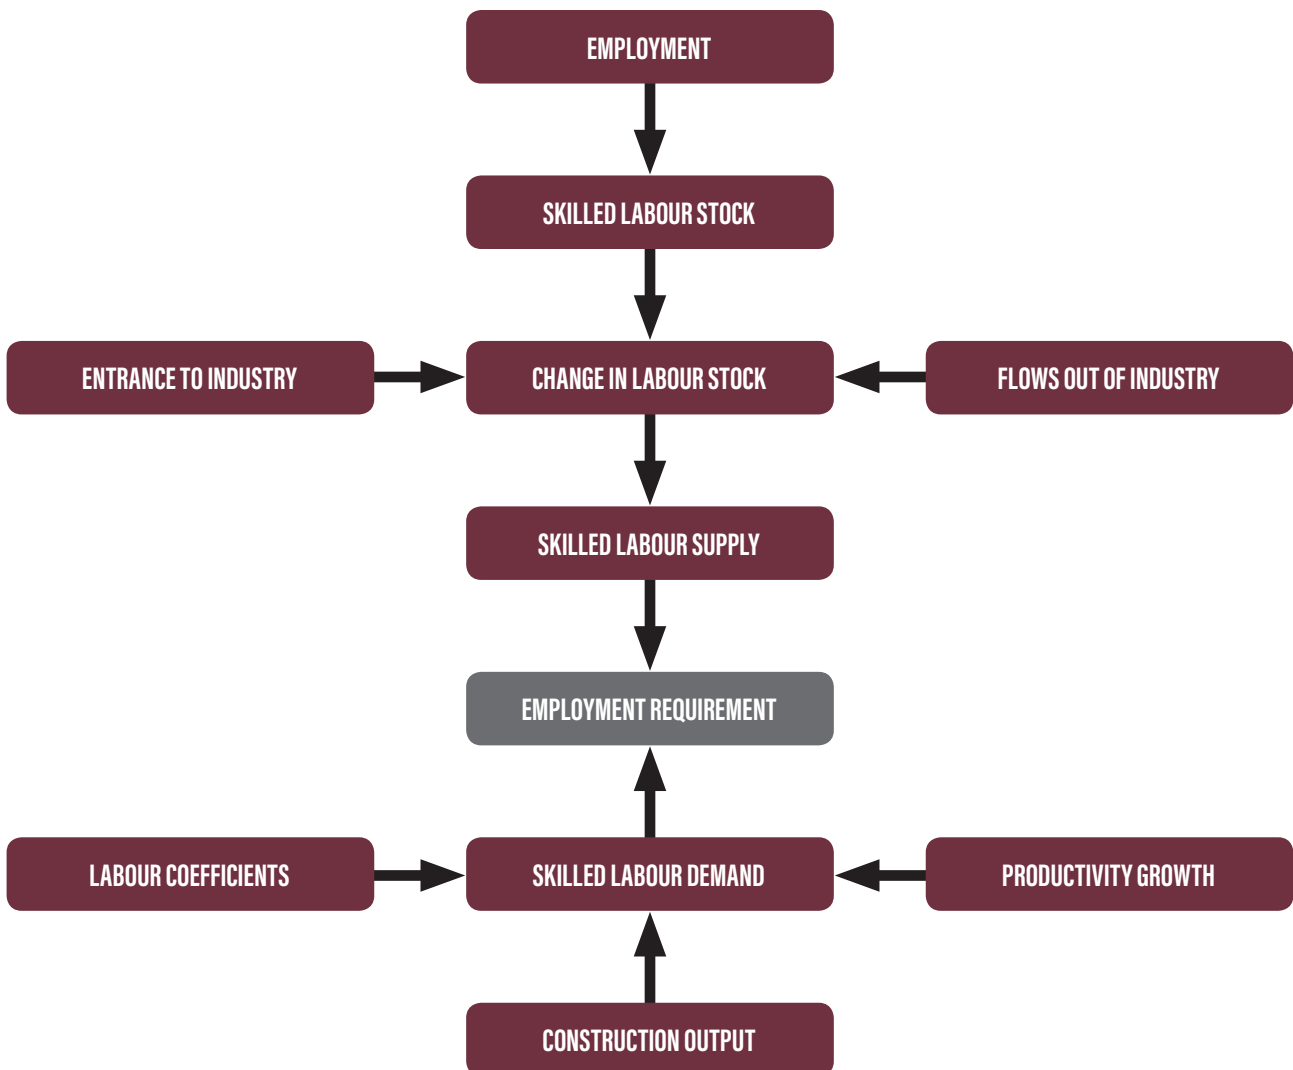 EMPLOYMENT
SKILLED LABOUR STOCK
ENTRANCE TO INDUSTRY
CHANGE IN LABOUR STOCK
FLOWS OUT OF INDUSTRY
SKILLED LABOUR SUPPLY
EMPLOYMENT REQUIREMENT
LABOUR COEFFICIENTS
SKILLED LABOUR DEMAND
PRODUCTIVITY GROWTH
CONSTRUCTION OUTPUT